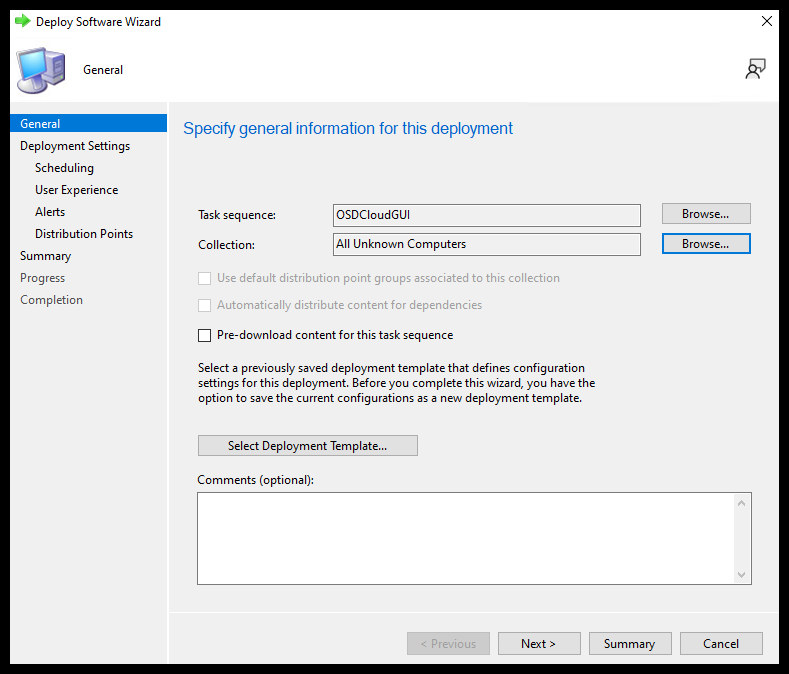 Deploy Software Wizard
General
General
Deployment Settings
Scheduling
User Experience
Alerts
Distribution Points
Summary
Progress
Completion
Specify general information for this deployment
Task sequence: OSDCloudGUI Browse...
Collection: All Unknown Computers Browse...
Use default distribution point groups associated to this collection
Automatically distribute content for dependencies
Pre-download content for this task sequence
Select a previously saved deployment template that defines configuration
settings for this deployment. Before you complete this wizard, you have the
option to save the current configurations as a new deployment template.
Select Deployment Template...
Comments (optional):
< Previous Next > Summary Cancel